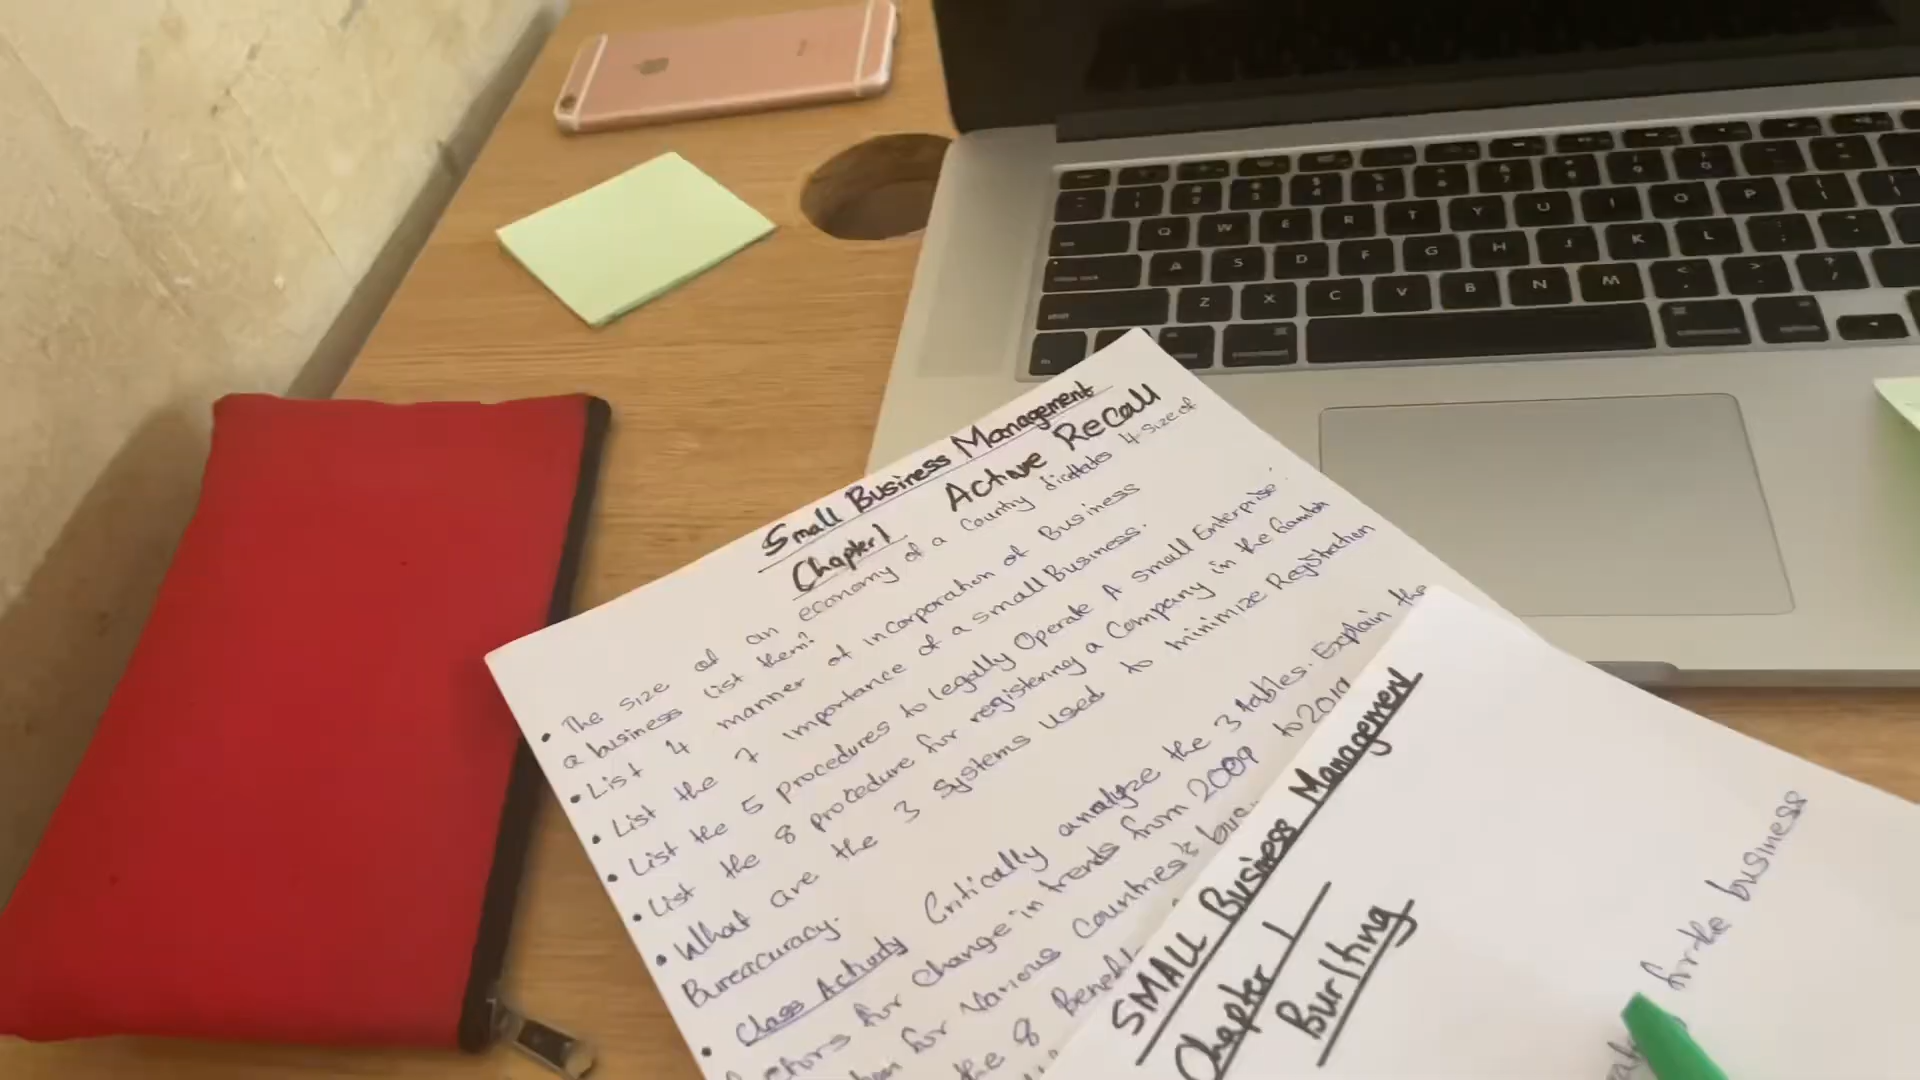 Small Business Management
Chapter 1 Active Recall
• The size of an economy of a country dictates 4 size of
a business list them?
• List 4 manner of incorporation of Business
• List the 7 importance of a small Business.
• List the 5 procedures to legally Operate A small Enterprise.
• List the 8 procedure for registering a Company in the Gambia
• What are the 3 systems used to minimize Registration
Bureacuracy.
• Class Activity Critically analyze the 3 tables. Explain the
for change in trends from 2009 to 2019
for various Countries's
the 8
SMALL Business Managemen
Chapter 1
Burlting
for the business
Q W E R T Y U I O P
A S D F G H J K L
Z X C V B N M